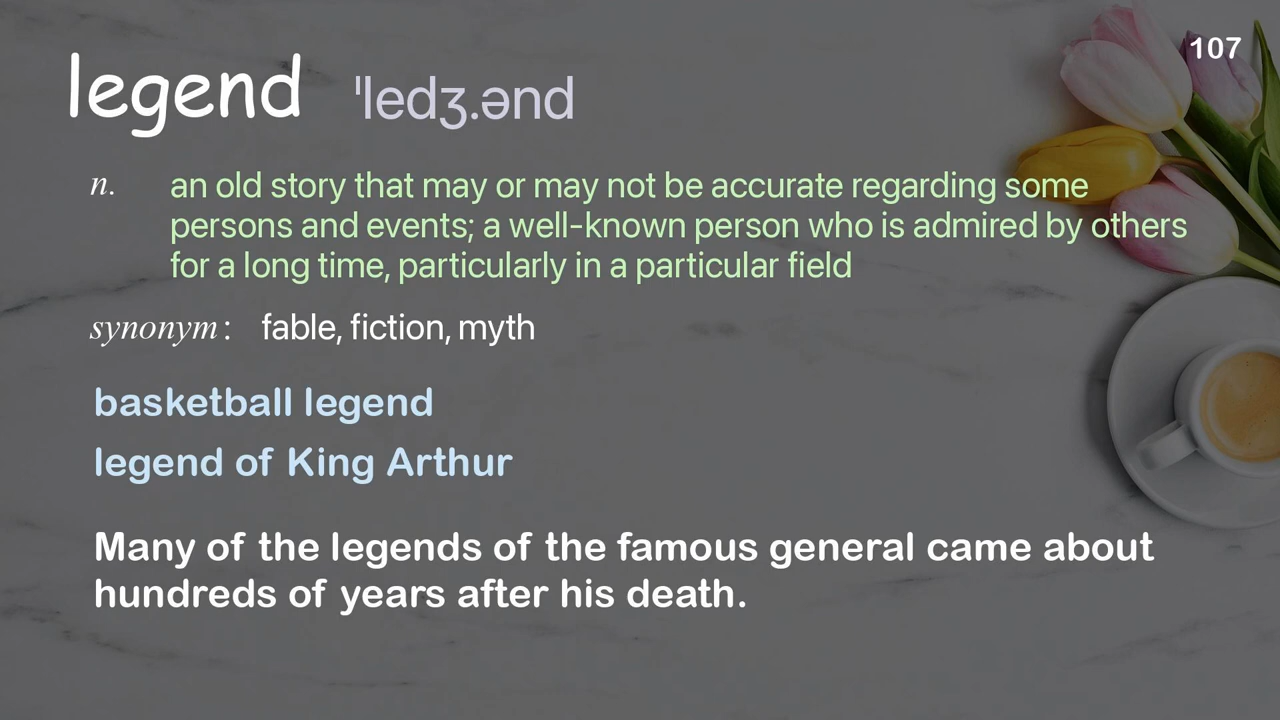 107
legend ˈledʒ.ənd
n. an old story that may or may not be accurate regarding some
persons and events; a well-known person who is admired by others
for a long time, particularly in a particular field
synonym: fable, fiction, myth
basketball legend
legend of King Arthur
Many of the legends of the famous general came about
hundreds of years after his death.